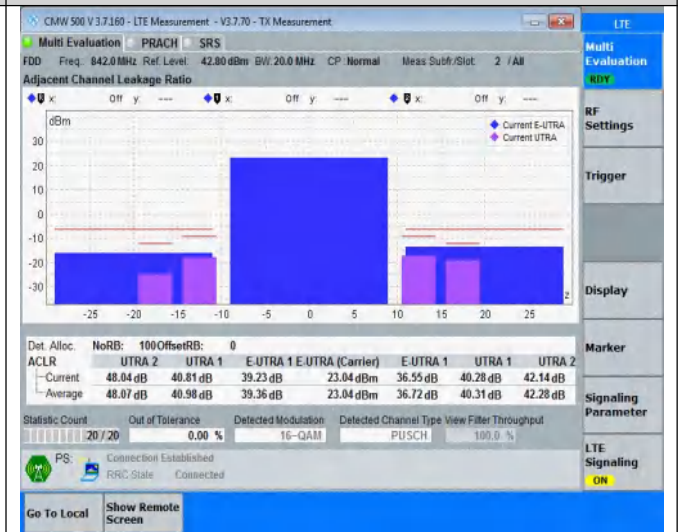 CMW 500 V 3.7.160 - LTE Measurement - V3.7.70 - TX Measurement
LTE
Multi Evaluation PRACH SRS
Multi Evaluation
RDY
FDD Freq.: 842.0 MHz Ref. Level: 42.80 dBm BW: 20.0 MHz CP: Normal Meas Subfr./Slot: 2 / All
Adjacent Channel Leakage Ratio
x: Off y: --- x: Off y: --- x: Off y: ---
RF Settings
dBm
Current E-UTRA
Current UTRA
30
20
10
0
-10
-20
-30
Trigger
-25 -20 -15 -10 -5 0 5 10 15 20 25
Display
Det. Alloc. NoRB: 100 OffsetRB: 0
Marker
ACLR UTRA 2 UTRA 1 E-UTRA 1 E-UTRA (Carrier) E-UTRA 1 UTRA 1 UTRA 2
Current 48.04 dB 40.81 dB 39.23 dB 23.04 dBm 36.55 dB 40.28 dB 42.14 dB
Average 48.07 dB 40.98 dB 39.36 dB 23.04 dBm 36.72 dB 40.31 dB 42.28 dB
Signaling Parameter
Statistic Count Out of Tolerance Detected Modulation Detected Channel Type View Filter Throughput
20 / 20 0.00 % 16-QAM PUSCH 100.0 %
PS: Connection Established
RRC State Connected
LTE Signaling
ON
Go To Local
Show Remote Screen